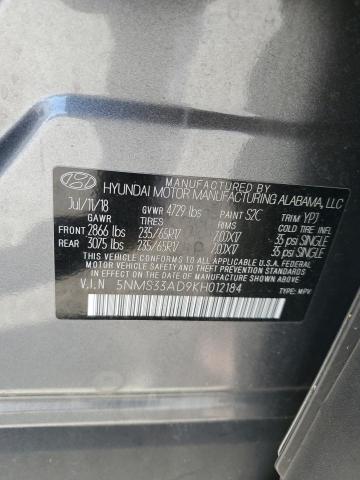 MANUFACTURED BY
HYUNDAI MOTOR MANUFACTURING ALABAMA, LLC
Jul/11/18 GVWR 4729 lbs PAINT S2C TRIM YPJ
GAWR TIRES RIMS COLD TIRE INF.
FRONT 2866 lbs 235/65R17 7.0JX17 35 psi SINGLE
REAR 3075 lbs 235/65R17 7.0JX17 35 psi SINGLE
THIS VEHICLE CONFORMS TO ALL APPLICABLE U.S.A. FEDERAL
MOTOR VEHICLE SAFETY, BUMPER, AND THEFT PREVENTION STANDARDS
IN EFFECT ON THE DATE OF MANUFACTURE SHOWN ABOVE.
V.I.N 5NMS33AD9KH012184
TYPE: MPV